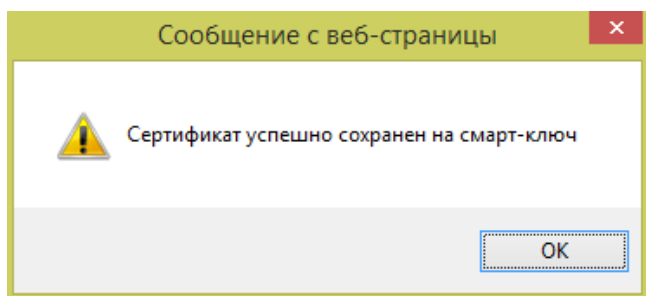 Сообщение с веб-страницы
Сертификат успешно сохранен на смарт-ключ
OK